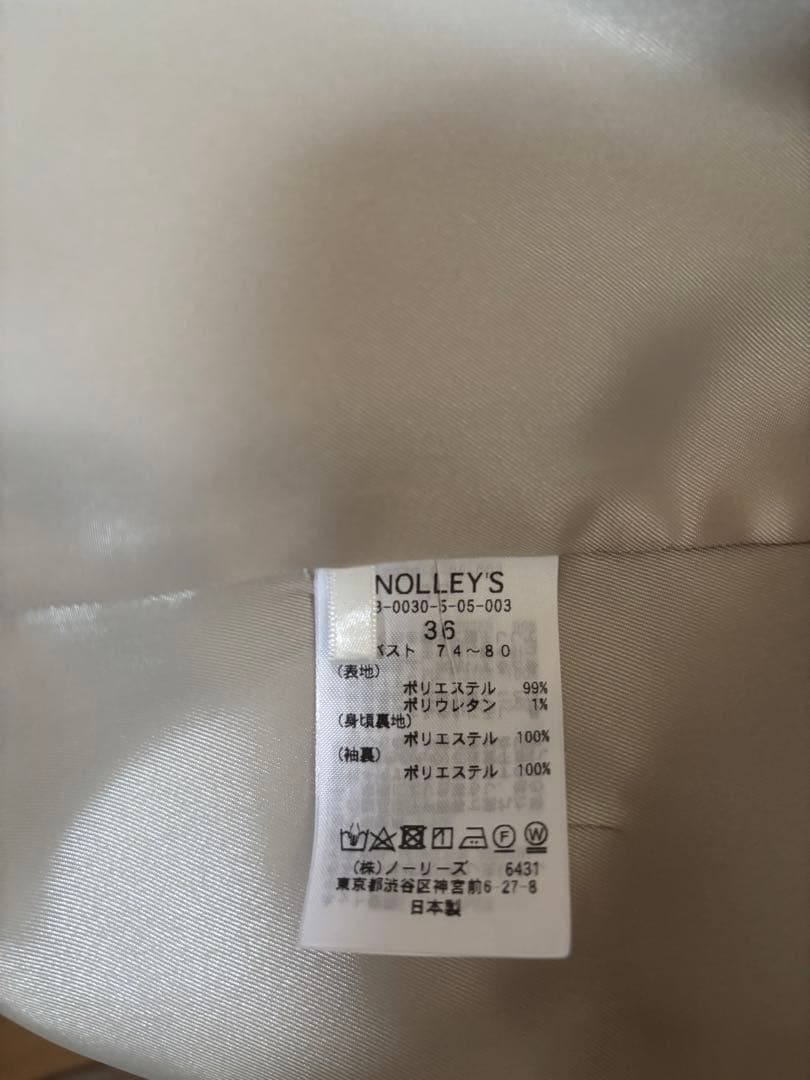 NOLLEY'S
3-0030-5-05-003
36
バスト 74～80
(表地)
ポリエステル 99%
ポリウレタン 1%
(身頃裏地)
ポリエステル 100%
(袖裏)
ポリエステル 100%
F W
(株)ノーリーズ 6431
東京都渋谷区神宮前6-27-8
日本製